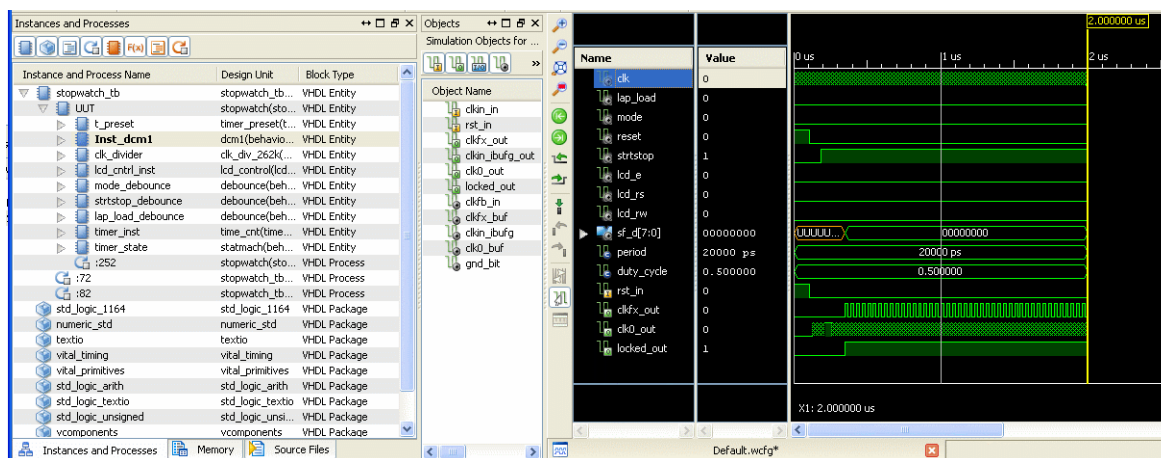 Instances and Processes
Instance and Process Name Design Unit Block Type
stopwatch_tb stopwatch_tb... VHDL Entity
UUT stopwatch(sto... VHDL Entity
t_preset timer_preset(t... VHDL Entity
Inst_dcm1 dcm1(behavio... VHDL Entity
clk_divider clk_div_262k(... VHDL Entity
lcd_cntrl_inst lcd_control(lcd... VHDL Entity
mode_debounce debounce(beh... VHDL Entity
strtstop_debounce debounce(beh... VHDL Entity
lap_load_debounce debounce(beh... VHDL Entity
timer_inst time_cnt(time... VHDL Entity
timer_state statmach(beh... VHDL Entity
:252 stopwatch(sto... VHDL Process
:72 stopwatch_tb... VHDL Process
:82 stopwatch_tb... VHDL Process
std_logic_1164 std_logic_1164 VHDL Package
numeric_std numeric_std VHDL Package
textio textio VHDL Package
vital_timing vital_timing VHDL Package
vital_primitives vital_primitives VHDL Package
std_logic_arith std_logic_arith VHDL Package
std_logic_textio std_logic_textio VHDL Package
std_logic_unsigned std_logic_unsi... VHDL Package
vcomponents vcomponents VHDL Package
Instances and Processes Memory Source Files
Objects
Simulation Objects for ...
Object Name
clkin_in
rst_in
clkfx_out
clkin_ibufg_out
clk0_out
locked_out
clkfb_in
clkfx_buf
clkin_ibufg
clk0_buf
gnd_bit
Name Value
clk 0
lap_load 0
mode 0
reset 0
strtstop 1
lcd_e 0
lcd_rs 0
lcd_rw 0
sf_d[7:0] 00000000
period 20000 ps
duty_cycle 0.500000
rst_in 0
clkfx_out 0
clk0_out 0
locked_out 1
2.000000 us
0 us 1 us 2 us
UUUUU... 00000000
20000 ps
0.500000
X1: 2.000000 us
Default.wcfg*